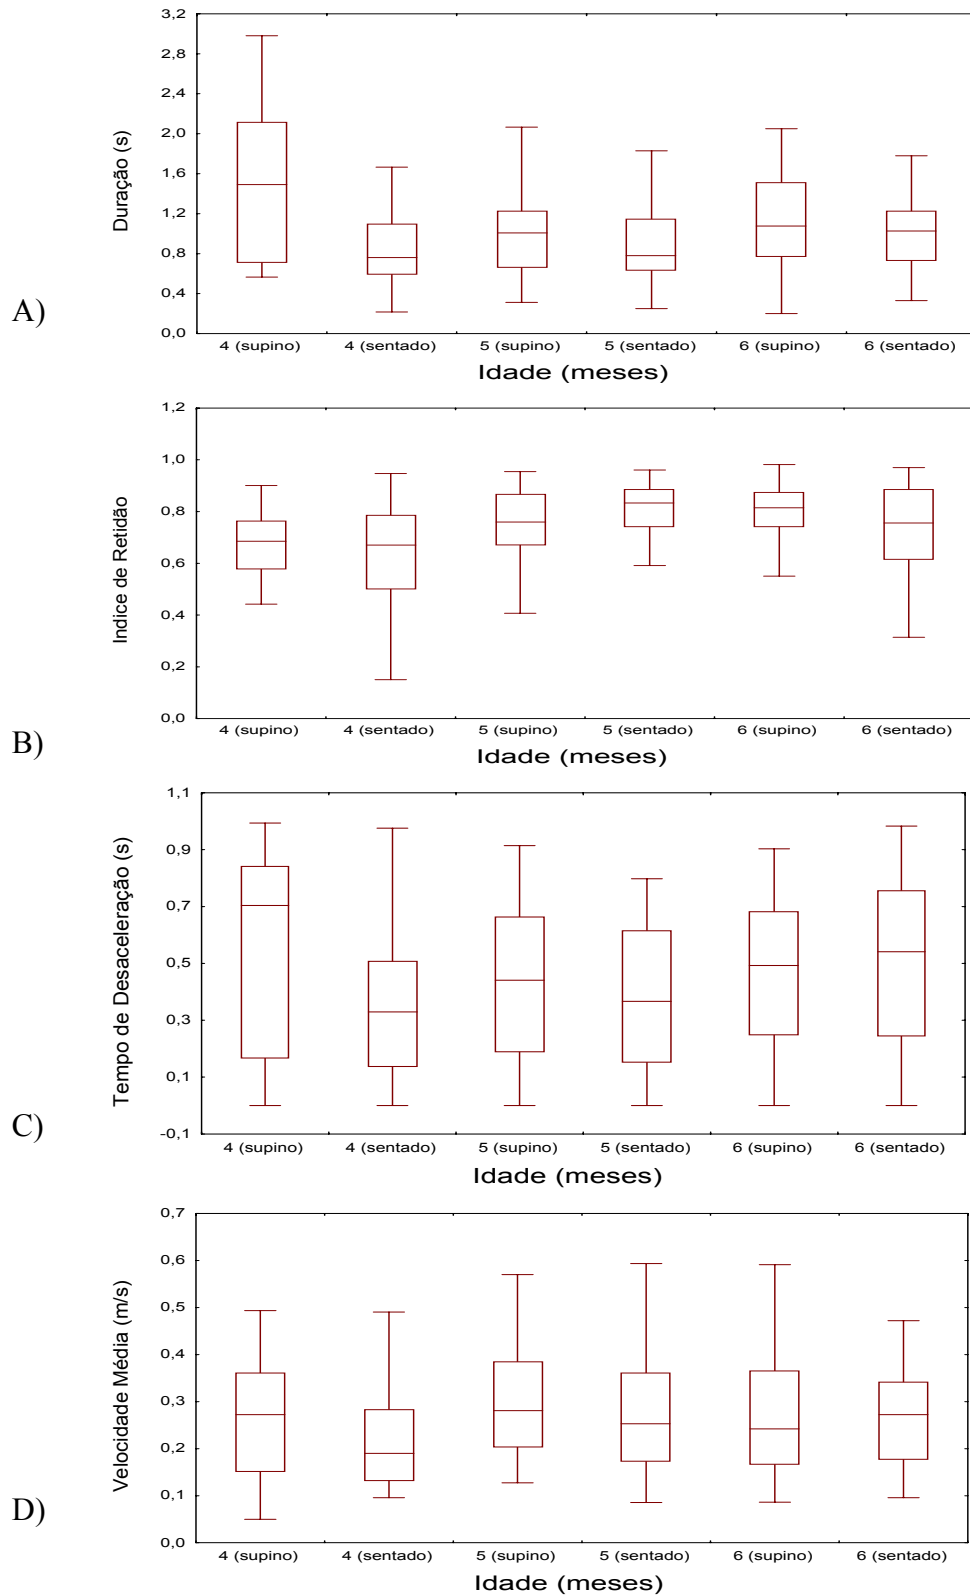 3,2
2,8
2,4
2,0
1,6
1,2
0,8
0,4
0,0
Duração (s)
A)
4 (supino) 4 (sentado) 5 (supino) 5 (sentado) 6 (supino) 6 (sentado)
Idade (meses)
1,2
1,0
0,8
0,6
0,4
0,2
0,0
Indice de Retidão
B)
4 (supino) 4 (sentado) 5 (supino) 5 (sentado) 6 (supino) 6 (sentado)
Idade (meses)
1,1
0,9
0,7
0,5
0,3
0,1
-0,1
Tempo de Desaceleração (s)
C)
4 (supino) 4 (sentado) 5 (supino) 5 (sentado) 6 (supino) 6 (sentado)
Idade (meses)
0,7
0,6
0,5
0,4
0,3
0,2
0,1
0,0
Velocidade Média (m/s)
D)
4 (supino) 4 (sentado) 5 (supino) 5 (sentado) 6 (supino) 6 (sentado)
Idade (meses)